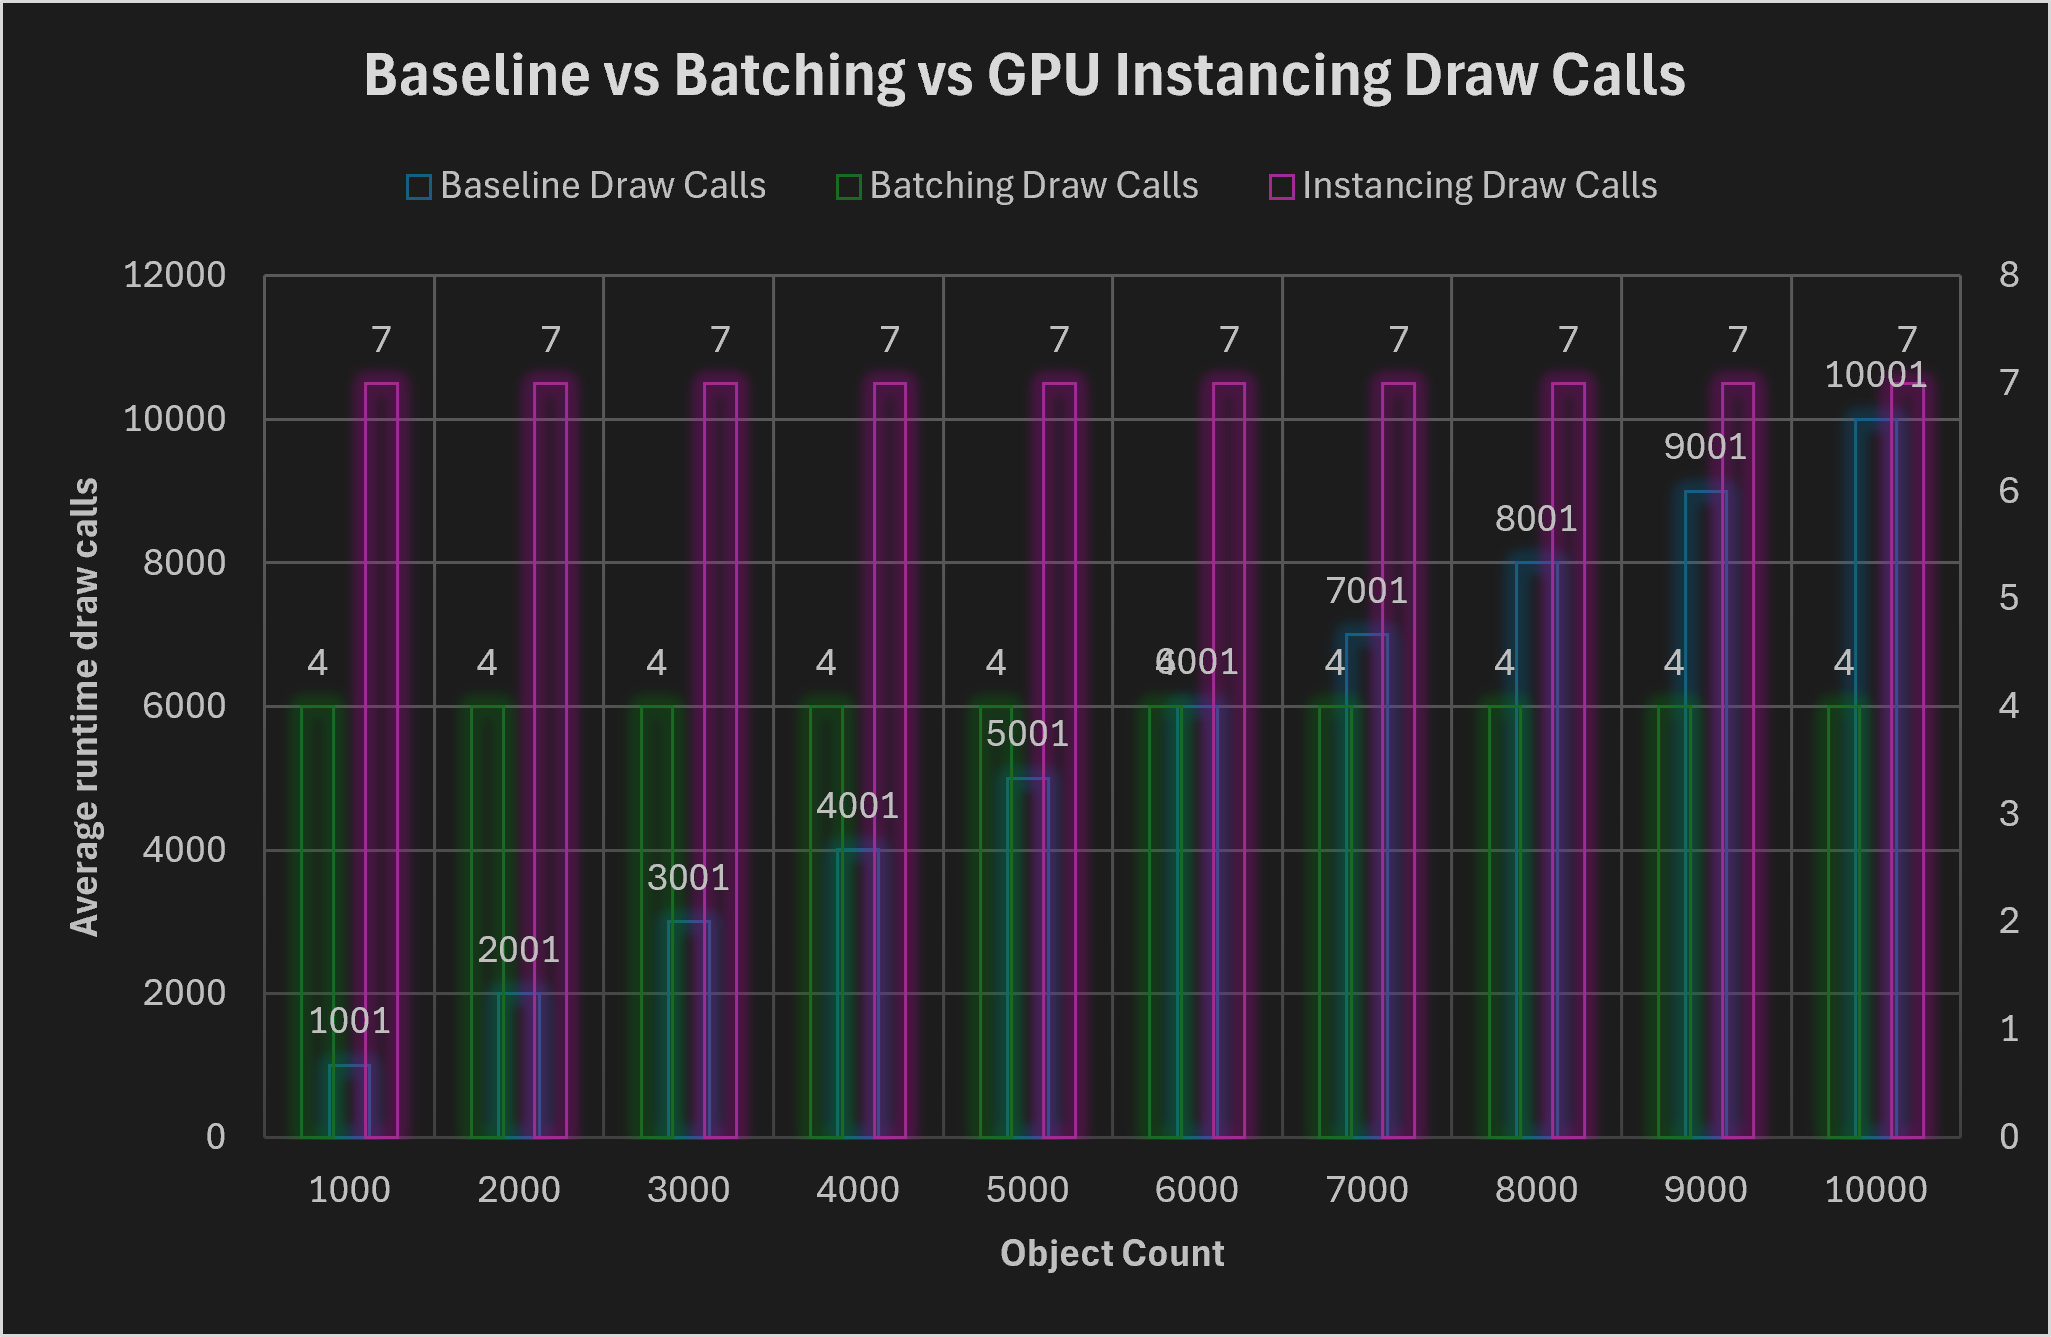 Baseline vs Batching vs GPU Instancing Draw Calls
Baseline Draw Calls Batching Draw Calls Instancing Draw Calls
12000 8
7 7 7 7 7 7 7 7 7 7
10001 7
10000
9001
6
8001
8000
5
7001
4 4 4 4 4 4 6001 4 4 4 4
6000 4
5001
4001 3
4000
3001
2
2001
2000
1001 1
0 0
1000 2000 3000 4000 5000 6000 7000 8000 9000 10000
Object Count
Average runtime draw calls